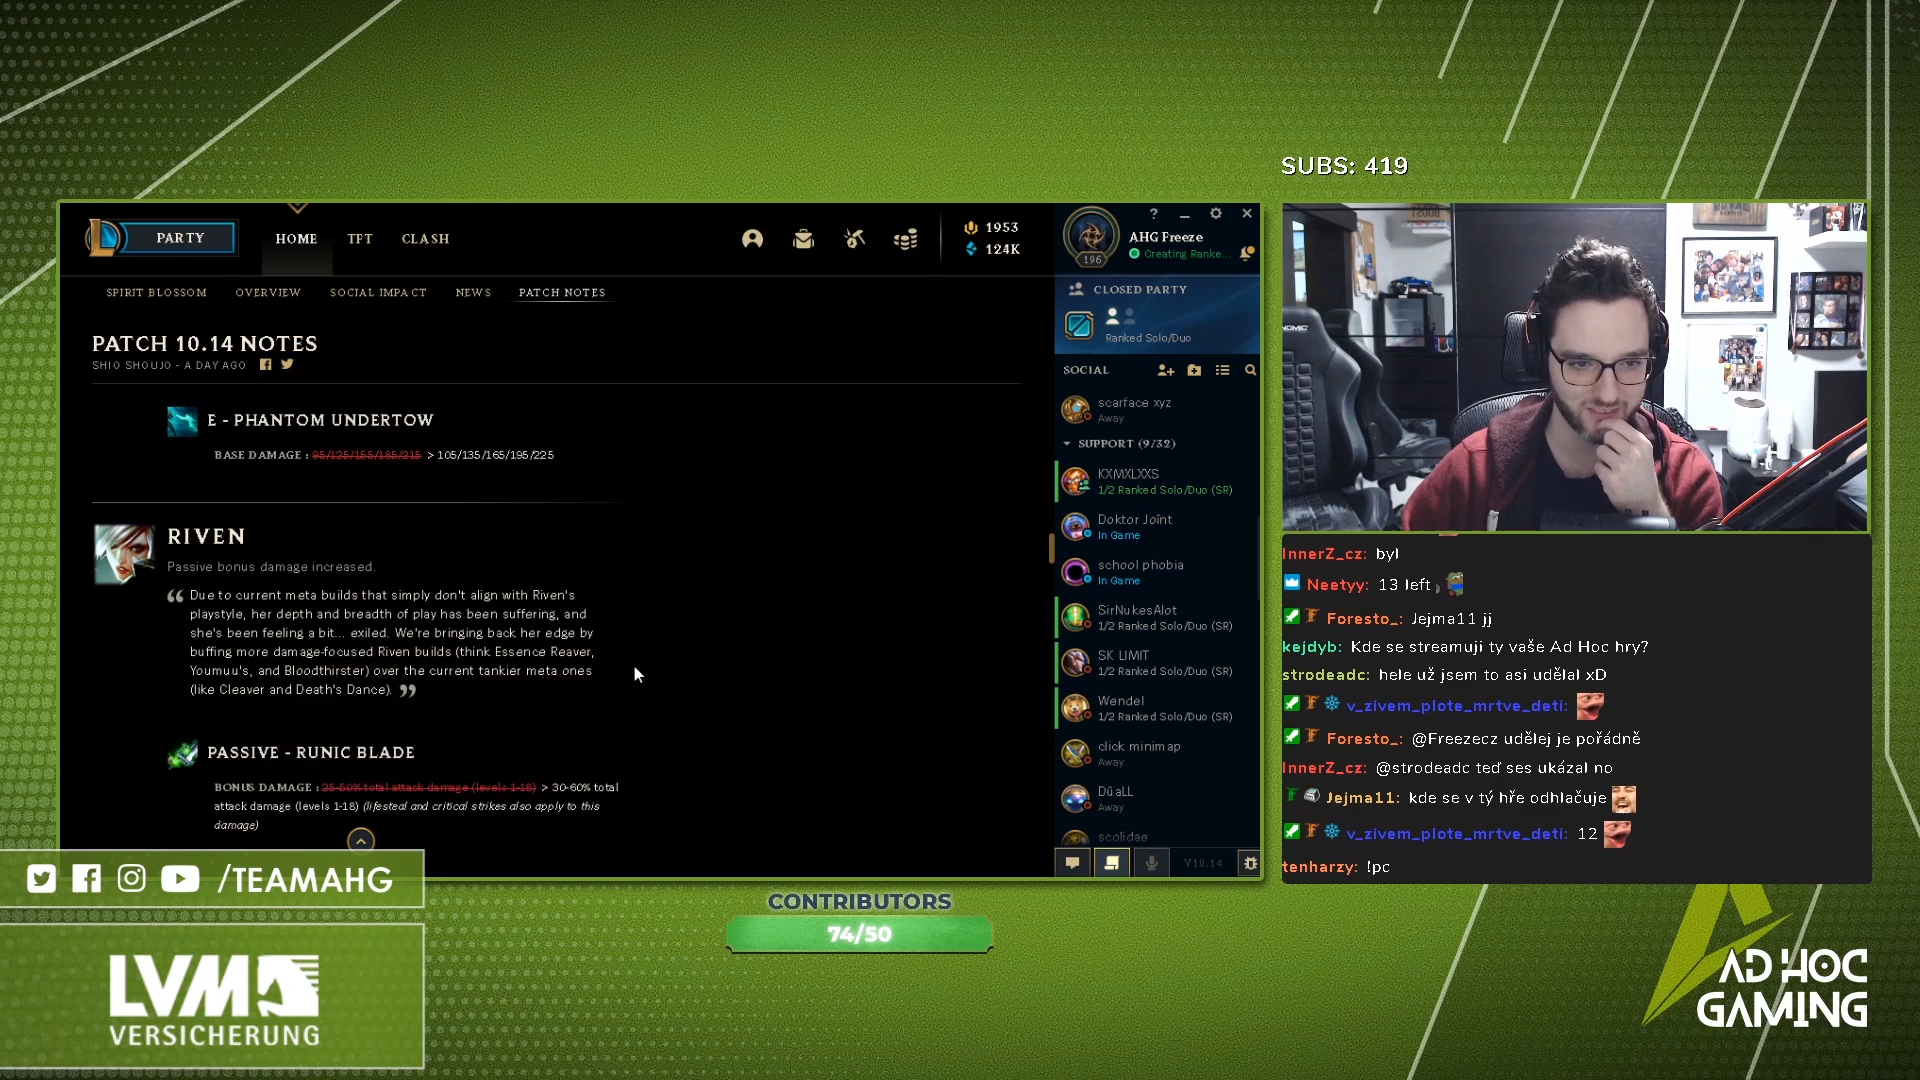 SUBS: 419
PARTY
HOME
TFT
CLASH
1953
124K
AHG Freeze
196
Creating Ranke...
SPIRIT BLOSSOM
OVERVIEW
SOCIAL IMPACT
NEWS
PATCH NOTES
PATCH 10.14 NOTES
SHIO SHOUJO - A DAY AGO
E - PHANTOM UNDERTOW
BASE DAMAGE : 95/125/155/185/215 > 105/135/165/195/225
RIVEN
Passive bonus damage increased.
Due to current meta builds that simply don't align with Riven's
playstyle, her depth and breadth of play has been suffering, and
she's been feeling a bit... exiled. We're bringing back her edge by
buffing more damage-focused Riven builds (think Essence Reaver,
Youmuu's, and Bloodthirster) over the current tankier meta ones
(like Cleaver and Death's Dance).
PASSIVE - RUNIC BLADE
BONUS DAMAGE : 25-50% total attack damage (levels 1-18) > 30-60% total
attack damage (levels 1-18) (lifesteal and critical strikes also apply to this
damage)
CLOSED PARTY
Ranked Solo/Duo
SOCIAL
scarface xyz
Away
SUPPORT (9/32)
KXMXLXXS
1/2 Ranked Solo/Duo (SR)
Doktor Joînt
In Game
school phobia
In Game
SirNukesAlot
1/2 Ranked Solo/Duo (SR)
SK LIMIT
1/2 Ranked Solo/Duo (SR)
Wendel
1/2 Ranked Solo/Duo (SR)
click minimap
Away
DûaLL
Away
scolidae
V10.14
InnerZ_cz: byl
Neetyy: 13 left ,
Foresto_: Jejma11 jj
kejdyb: Kde se streamuji ty vaše Ad Hoc hry?
strodeadc: hele už jsem to asi udělal xD
v_zivem_plote_mrtve_deti:
Foresto_: @Freezecz udělej je pořádně
InnerZ_cz: @strodeadc teď ses ukázal no
Jejma11: kde se v tý hře odhlačuje
v_zivem_plote_mrtve_deti: 12
tenharzy: !pc
/TEAMAHG
CONTRIBUTORS
74/50
LVM
VERSICHERUNG
AD HOC
GAMING